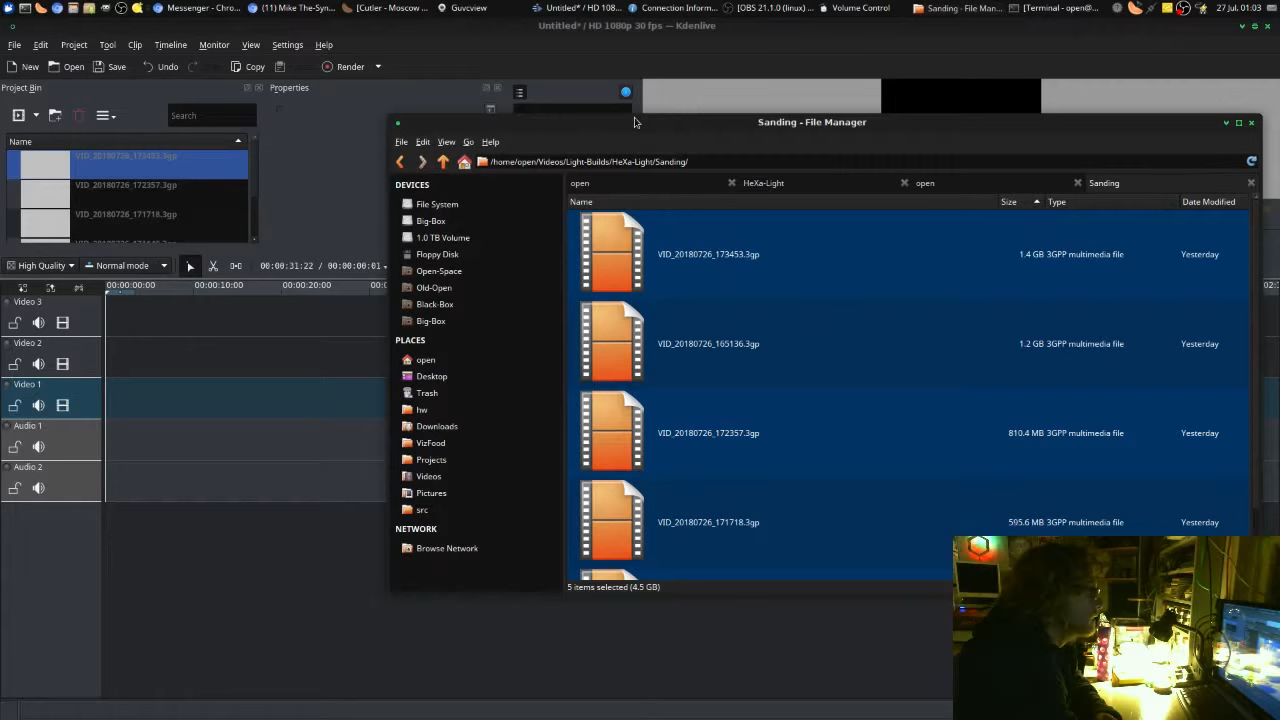 Messenger - Chro...
(1) Mike The-Syn...
[Cutler - Moscow ...
Guvcview
Untitled* / HD 108...
Connection Informa...
[OBS 21.1.0 (linux) ...
Volume Control
Sanding - File Man...
[Terminal - open@...
27 Jul, 01:03
Untitled* / HD 1080p 30 fps — Kdenlive
File Edit Project Tool Clip Timeline Monitor View Settings Help
New Open Save Undo Redo Copy Render
Project Bin
Properties
Search
Name
VID_20180726_173453.3gp
VID_20180726_172357.3gp
VID_20180726_171718.3gp
High Quality
Normal mode
00:00:31:22 / 00:00:00:01
00:00:00:00 00:00:10:00 00:00:20:00
Video 3
Video 2
Video 1
Audio 1
Audio 2
Sanding - File Manager
File Edit View Go Help
/home/open/Videos/Light-Builds/HeXa-Light/Sanding/
DEVICES
File System
Big-Box
1.0 TB Volume
Floppy Disk
Open-Space
Old-Open
Black-Box
Big-Box
PLACES
open
Desktop
Trash
hw
Downloads
VizFood
Projects
Videos
Pictures
src
NETWORK
Browse Network
open HeXa-Light open Sanding
Name Size Type Date Modified
VID_20180726_173453.3gp 1.4 GB 3GPP multimedia file Yesterday
VID_20180726_165136.3gp 1.2 GB 3GPP multimedia file Yesterday
VID_20180726_172357.3gp 810.4 MB 3GPP multimedia file Yesterday
VID_20180726_171718.3gp 595.6 MB 3GPP multimedia file Yesterday
5 items selected (4.5 GB)